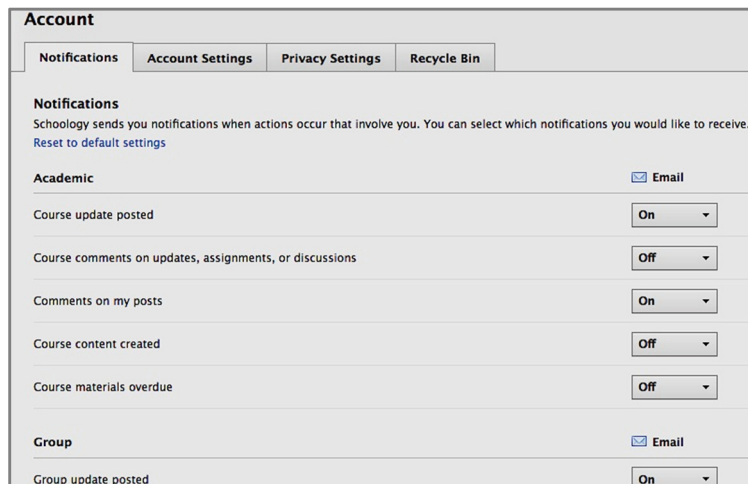 Account
Notifications Account Settings Privacy Settings Recycle Bin
Notifications
Schoology sends you notifications when actions occur that involve you. You can select which notifications you would like to receive.
Reset to default settings
Academic Email
Course update posted On
Course comments on updates, assignments, or discussions Off
Comments on my posts On
Course content created Off
Course materials overdue Off
Group Email
Group update posted On